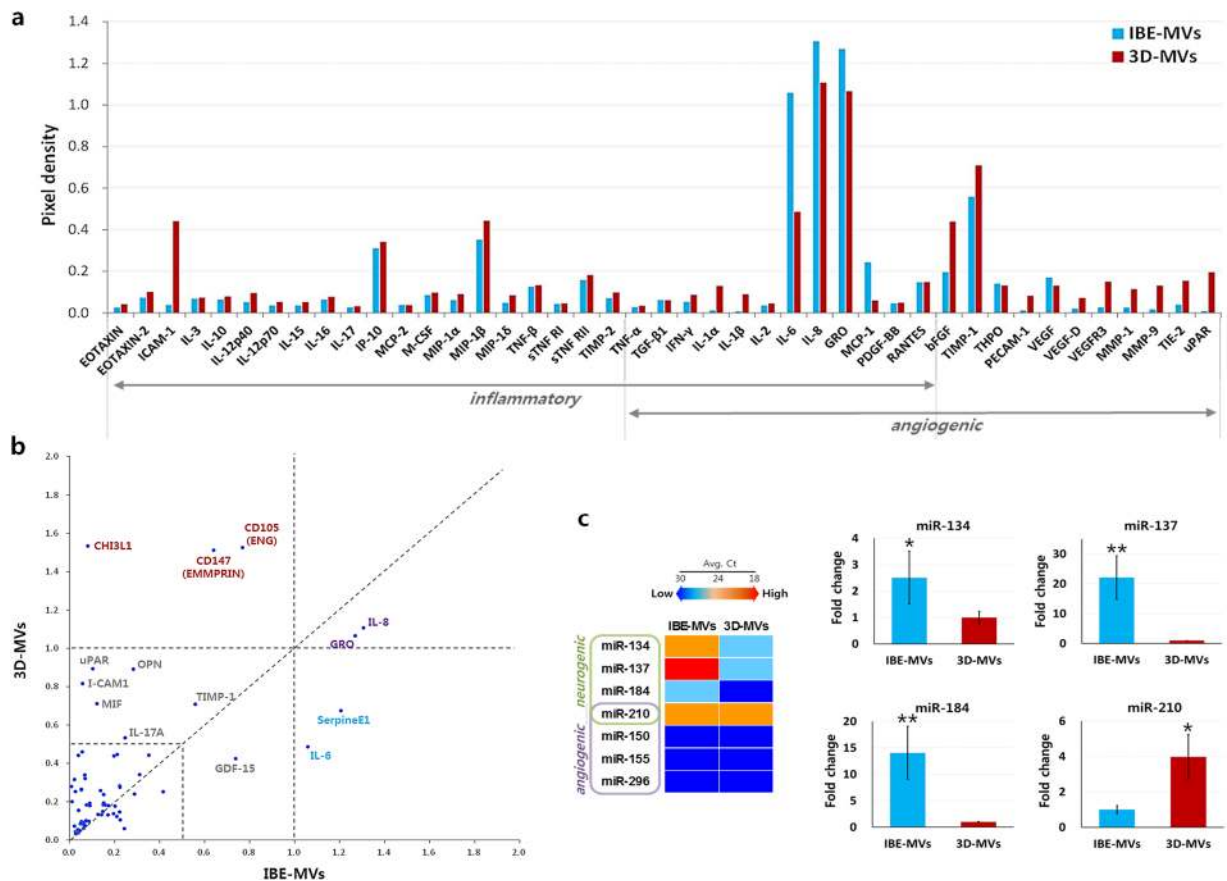 a
IBE-MVs
3D-MVs
Pixel density
1.4
1.2
1.0
0.8
0.6
0.4
0.2
0.0
EOTAXIN
EOTAXIN-2
ICAM-1
IL-3
IL-10
IL-12p40
IL-12p70
IL-15
IL-16
IL-17
IP-10
MCP-2
M-CSF
MIP-1α
MIP-1β
MIP-1δ
TNF-β
sTNF RI
sTNF RII
TIMP-2
TNF-α
TGF-β1
IFN-γ
IL-1α
IL-1β
IL-2
IL-6
IL-8
GRO
MCP-1
PDGF-BB
RANTES
bFGF
TIMP-1
THPO
PECAM-1
VEGF
VEGF-D
VEGFR3
MMP-1
MMP-9
TIE-2
uPAR
inflammatory
angiogenic
b
3D-MVs
2.0
1.8
1.6
1.4
1.2
1.0
0.8
0.6
0.4
0.2
0.0
CHI3L1
CD105
(ENG)
CD147
(EMMPRIN)
IL-8
GRO
uPAR
OPN
I-CAM1
MIF
TIMP-1
IL-17A
SerpineE1
IL-6
GDF-15
0.0 0.2 0.4 0.6 0.8 1.0 1.2 1.4 1.6 1.8 2.0
IBE-MVs
c
Avg. Ct
30 24 18
Low High
IBE-MVs 3D-MVs
neurogenic
angiogenic
miR-134
miR-137
miR-184
miR-210
miR-150
miR-155
miR-296
miR-134
Fold change
4
3
2
1
0
*
IBE-MVs 3D-MVs
miR-137
Fold change
30
20
10
0
**
IBE-MVs 3D-MVs
miR-184
Fold change
20
15
10
5
0
**
IBE-MVs 3D-MVs
miR-210
Fold change
6
4
2
0
*
IBE-MVs 3D-MVs